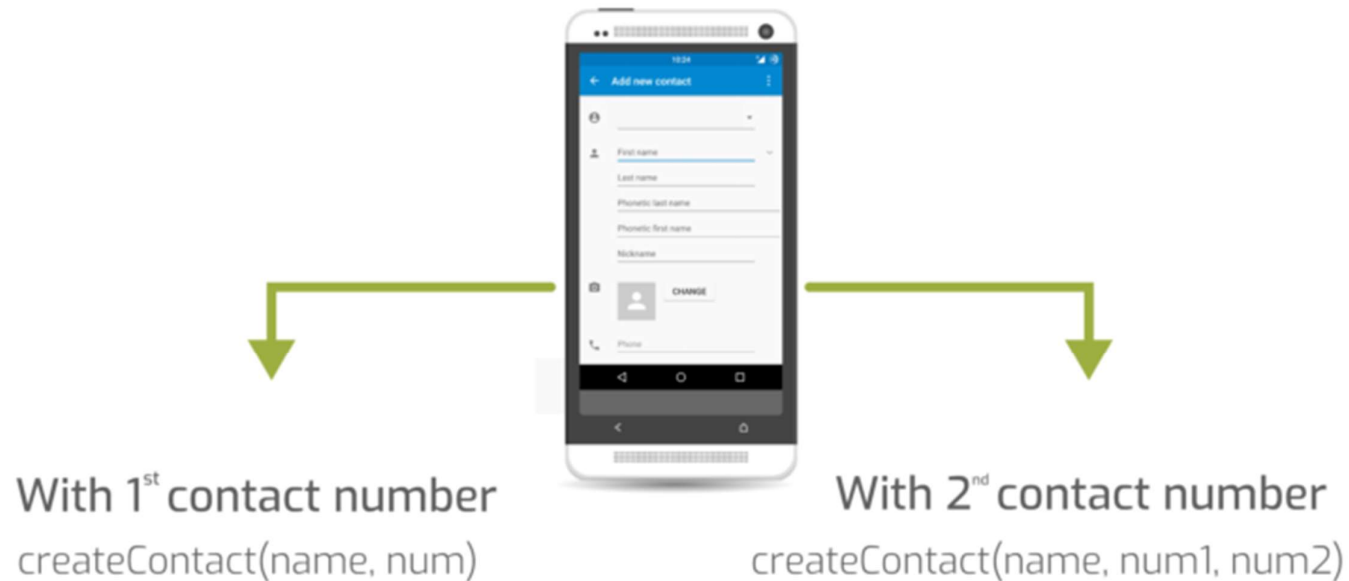 10:24
Add new contact
First name
Last name
Phonetic last name
Phonetic first name
Nickname
CHANGE
Phone
With 1st contact number
createContact(name, num)
With 2nd contact number
createContact(name, num1, num2)